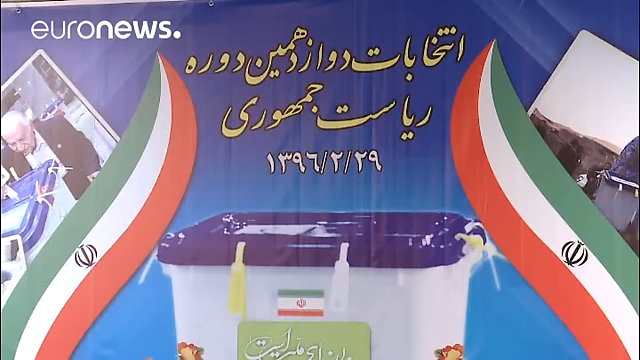 euronews.
انتخابات دوازدهمین دوره
ریاست جمهوری
۱۳۹۶/۲/۲۹